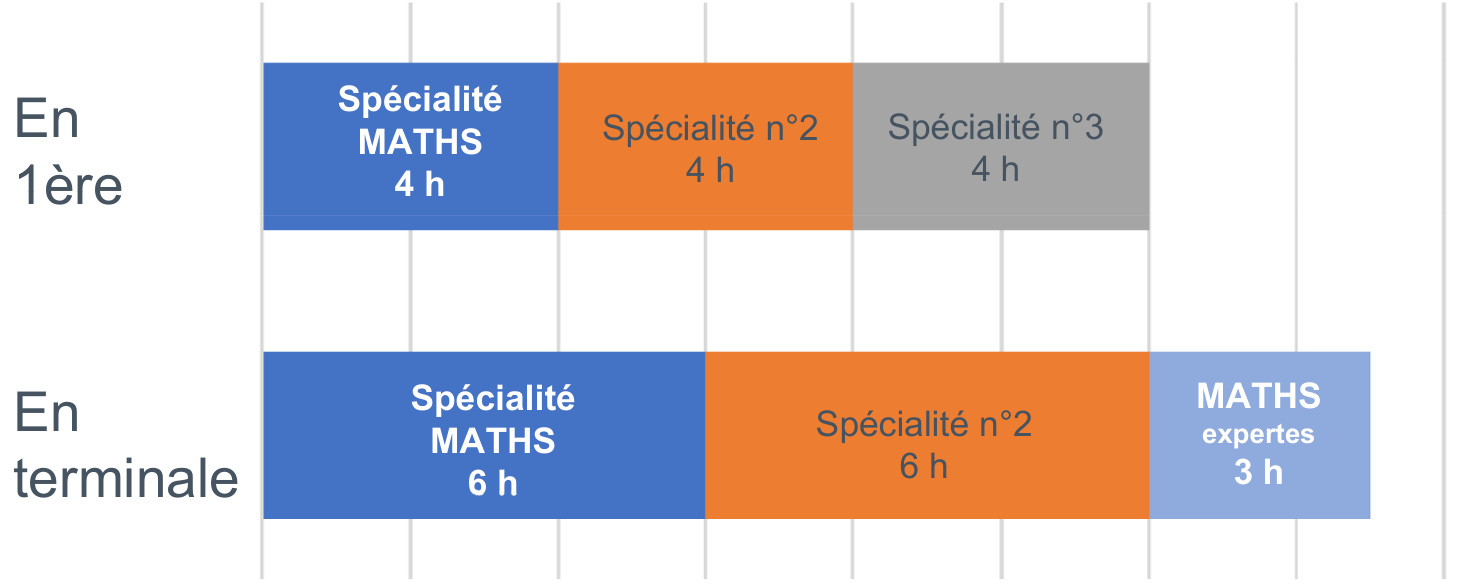 En
1ère
Spécialité
MATHS
4 h
Spécialité n°2
4 h
Spécialité n°3
4 h
En
terminale
Spécialité
MATHS
6 h
Spécialité n°2
6 h
MATHS
expertes
3 h